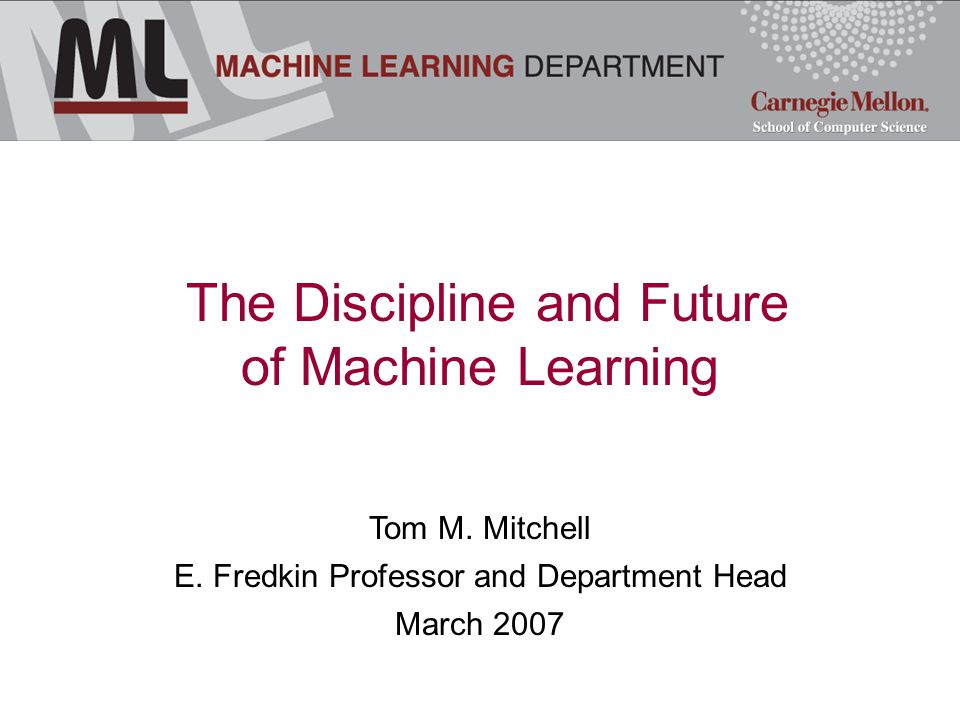 ML
MACHINE LEARNING DEPARTMENT
Carnegie Mellon.
School of Computer Science
The Discipline and Future
of Machine Learning
Tom M. Mitchell
E. Fredkin Professor and Department Head
March 2007